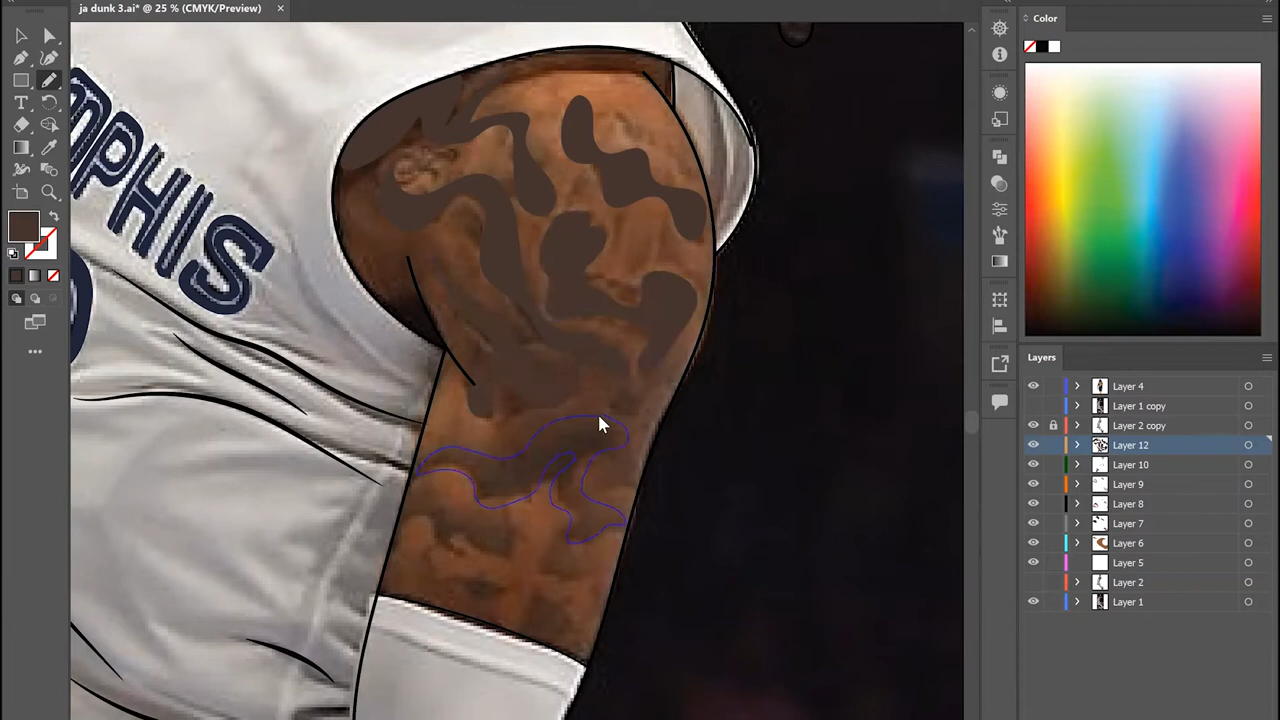 ja dunk 3.ai* @ 25 % (CMYK/Preview)
×
Color
MPHIS
Layers
Layer 4
Layer 1 copy
Layer 2 copy
Layer 12
Layer 10
Layer 9
Layer 8
Layer 7
Layer 6
Layer 5
Layer 2
Layer 1